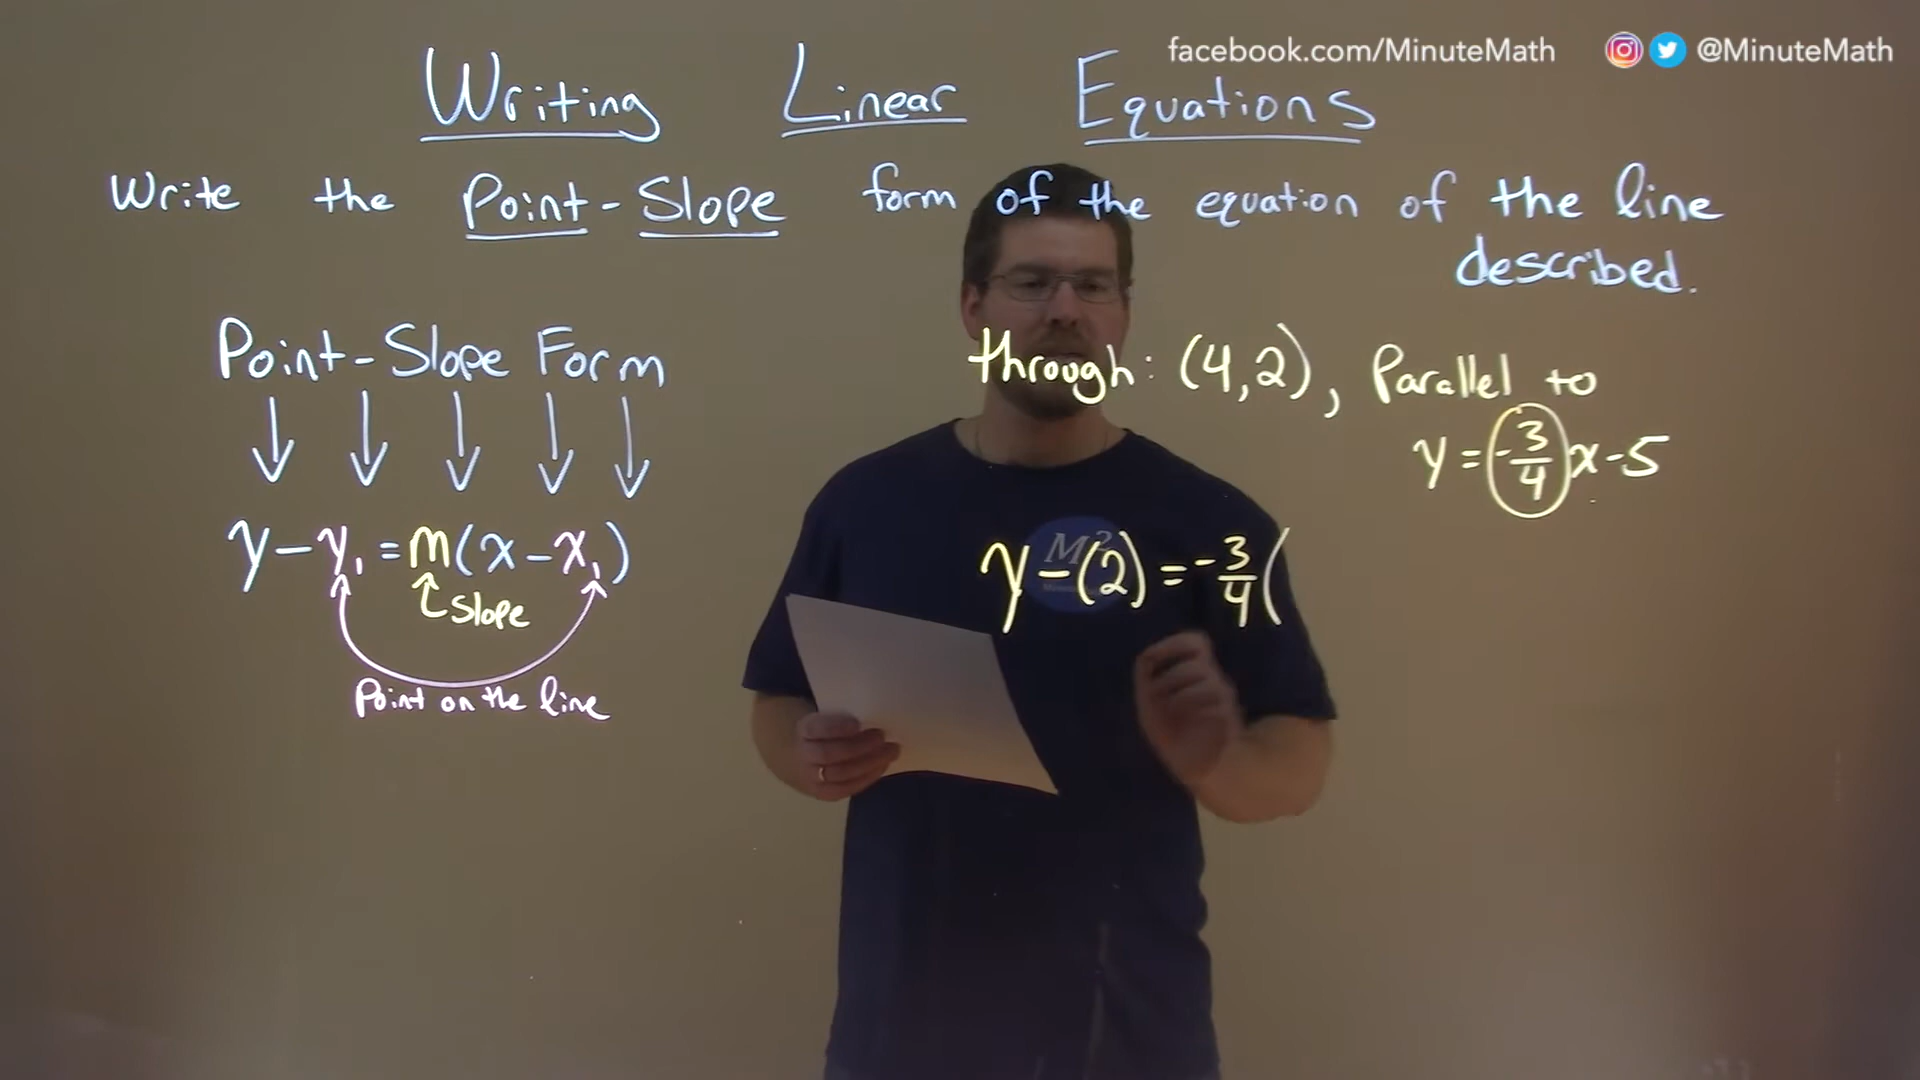 facebook.com/MinuteMath @MinuteMath
Writing Linear Equations
Write the Point-Slope form of the equation of the line
described.
Point-Slope Form
through: (4,2), Parallel to
y = -3/4 x - 5
y - y₁ = m(x - x₁)
Slope
Point on the line
M²
y - (2) = -3/4 (